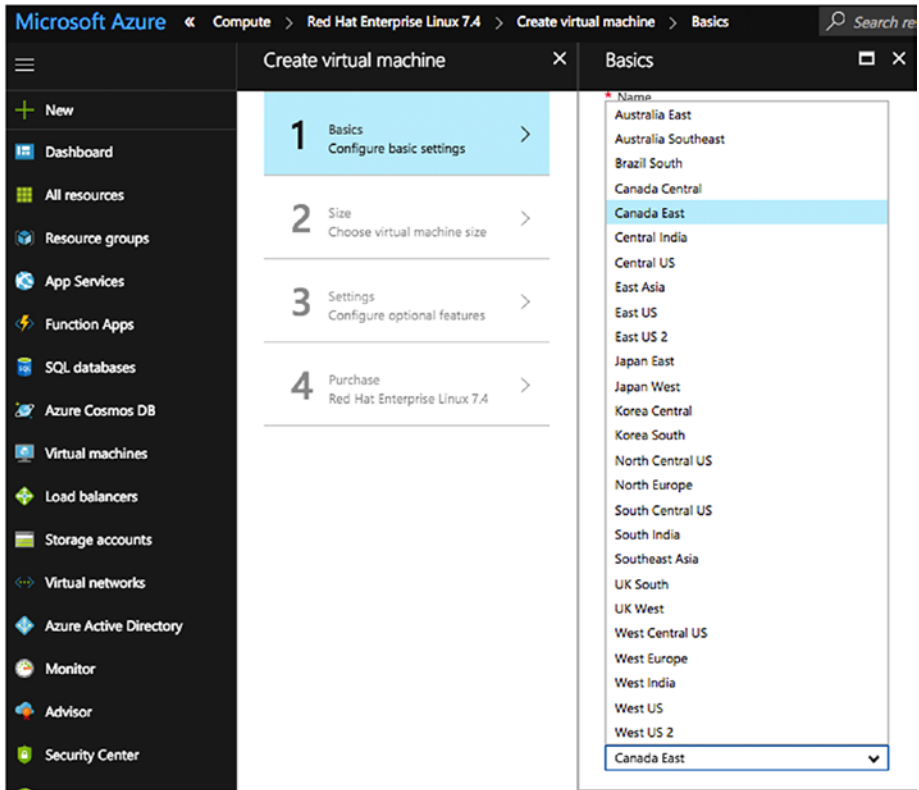 Microsoft Azure « Compute > Red Hat Enterprise Linux 7.4 > Create virtual machine > Basics Search re
Create virtual machine
Basics
* Name
New
Dashboard
All resources
Resource groups
App Services
Function Apps
SQL databases
Azure Cosmos DB
Virtual machines
Load balancers
Storage accounts
Virtual networks
Azure Active Directory
Monitor
Advisor
Security Center
1
Basics
Configure basic settings
2
Size
Choose virtual machine size
3
Settings
Configure optional features
4
Purchase
Red Hat Enterprise Linux 7.4
Australia East
Australia Southeast
Brazil South
Canada Central
Canada East
Central India
Central US
East Asia
East US
East US 2
Japan East
Japan West
Korea Central
Korea South
North Central US
North Europe
South Central US
South India
Southeast Asia
UK South
UK West
West Central US
West Europe
West India
West US
West US 2
Canada East